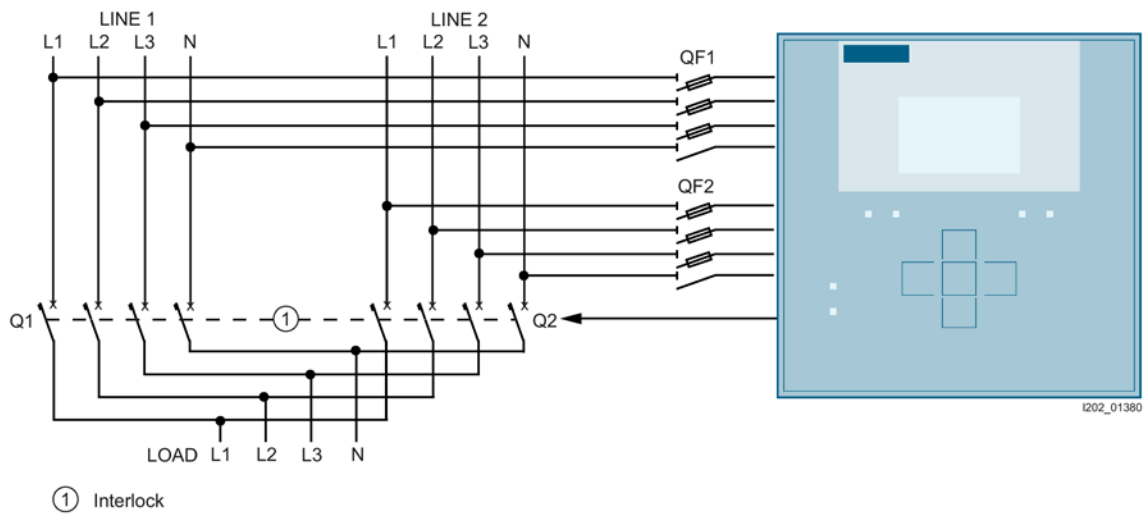 LINE 1 LINE 2
L1 L2 L3 N L1 L2 L3 N
QF1
QF2
Q1 1 Q2
I202_01380
LOAD L1 L2 L3 N
1 Interlock